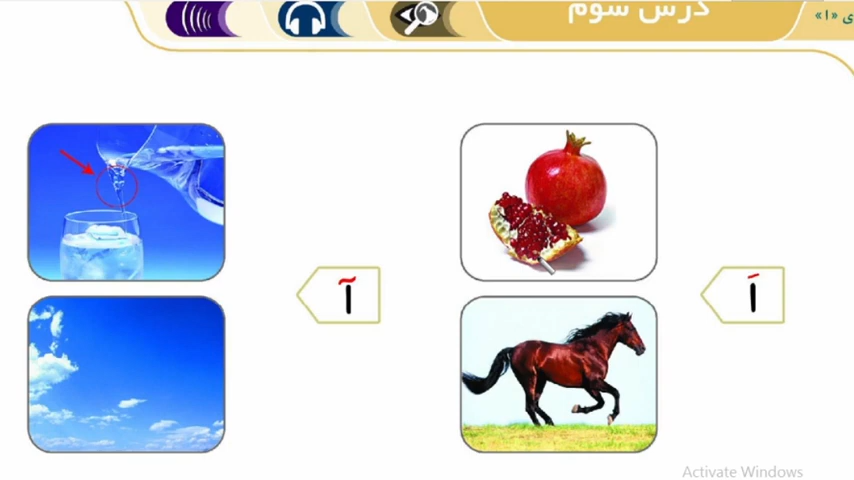 درس سوم
ی «ا»
اَ
آ
Activate Windows